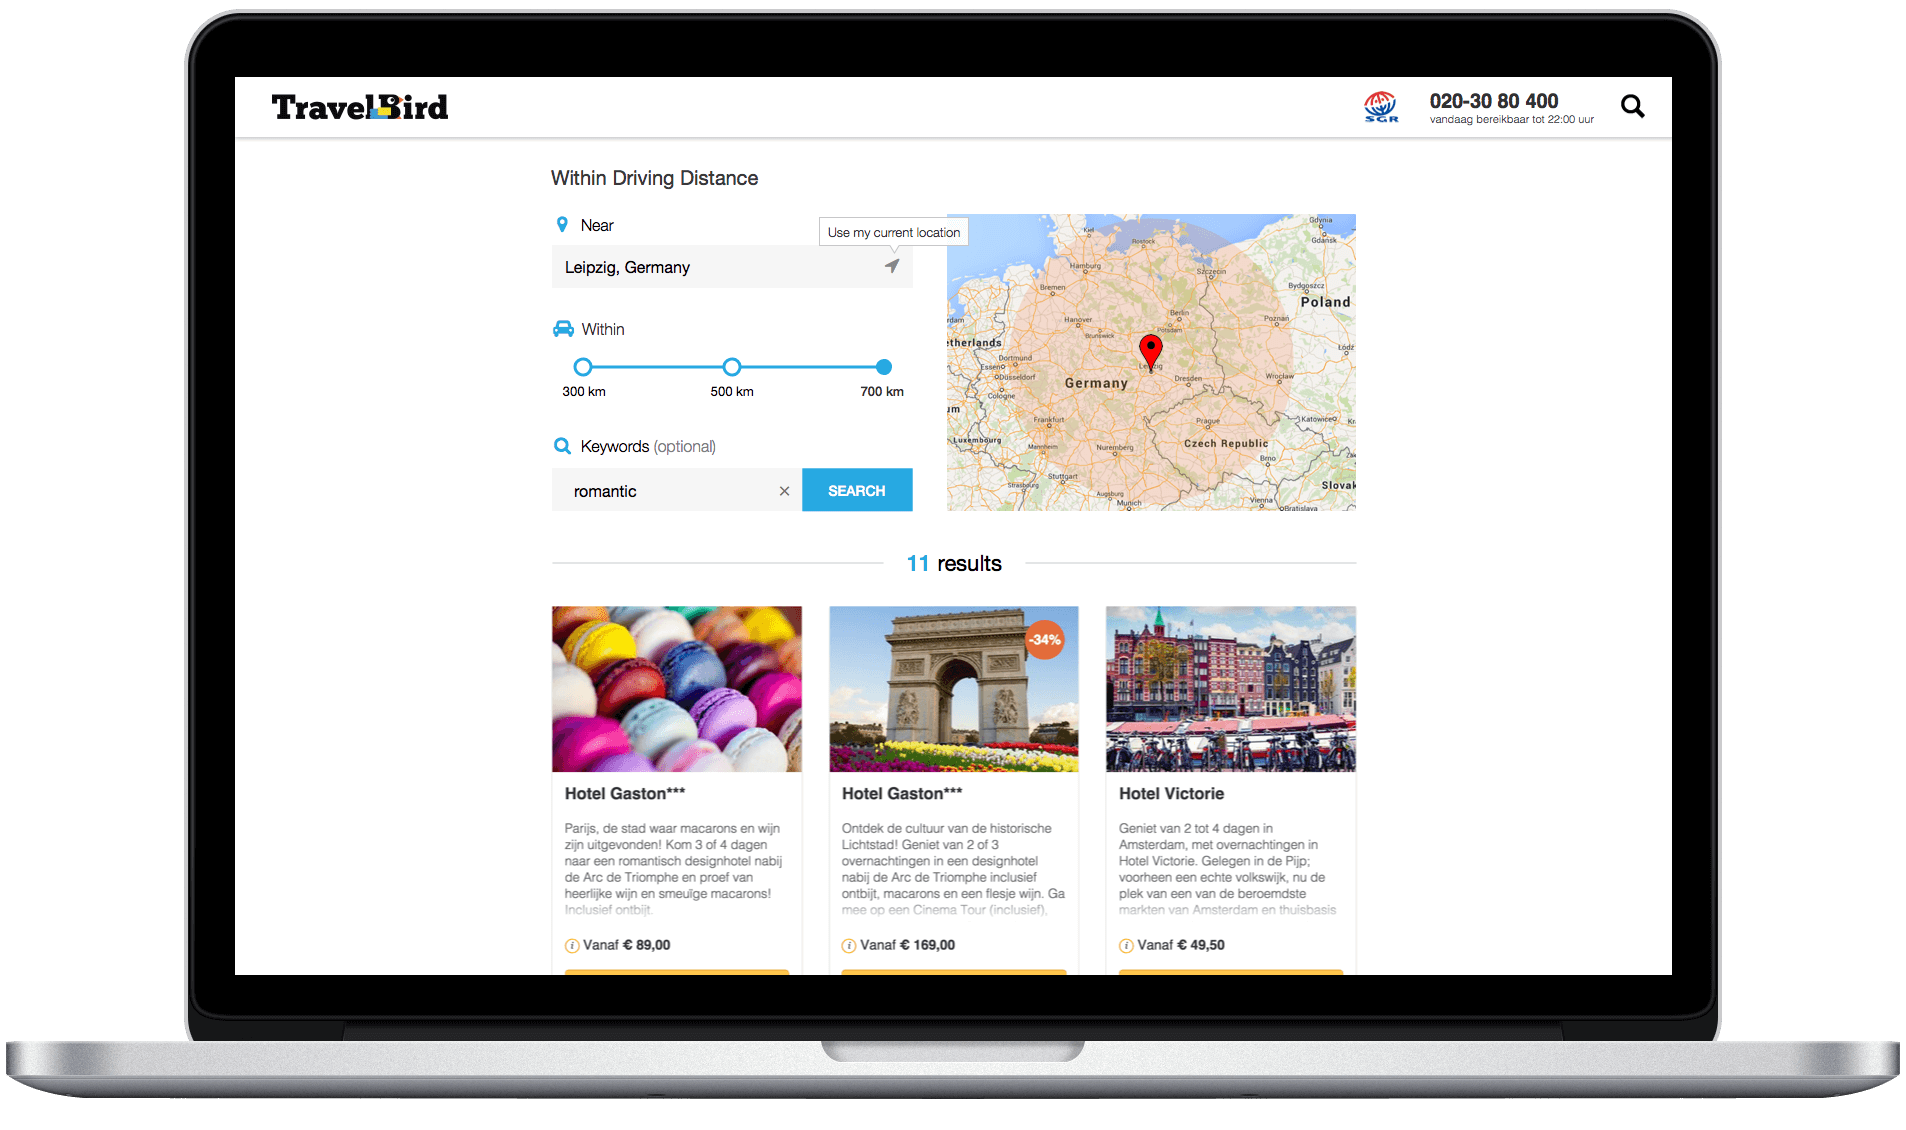 TravelBird
SGR
020-30 80 400
vandaag bereikbaar tot 22:00 uur
Within Driving Distance
Near
Use my current location
Leipzig, Germany
Within
300 km
500 km
700 km
Keywords (optional)
romantic
×
SEARCH
Gdynia
Gdansk
Kiel
Rostock
Hamburg
Szczecin
Bremen
Bydgoszcz
Poland
Berlin
Poznań
Hanover
Potsdam
Brunswick
etherlands
Łódź
Dortmund
Essen
Düsseldorf
Leipzig
Germany
Dresden
Wrocław
Cologne
um
Frankfurt
Prague
Katowice
Kr
Luxembourg
Mannheim
Nuremberg
Czech Republic
Brno
Stuttgart
Strasbourg
Slovak
Augsburg
Munich
Vienna
Bratislava
11 results
-34%
Hotel Gaston***
Parijs, de stad waar macarons en wijn
zijn uitgevonden! Kom 3 of 4 dagen
naar een romantisch designhotel nabij
de Arc de Triomphe en proef van
heerlijke wijn en smeuïge macarons!
Inclusief ontbijt.
i Vanaf € 89,00
Hotel Gaston***
Ontdek de cultuur van de historische
Lichtstad! Geniet van 2 of 3
overnachtingen in een designhotel
nabij de Arc de Triomphe inclusief
ontbijt, macarons en een flesje wijn. Ga
mee op een Cinema Tour (inclusief),
i Vanaf € 169,00
Hotel Victorie
Geniet van 2 tot 4 dagen in
Amsterdam, met overnachtingen in
Hotel Victorie. Gelegen in de Pijp;
voorheen een echte volkswijk, nu de
plek van een van de beroemdste
markten van Amsterdam en thuisbasis
i Vanaf € 49,50